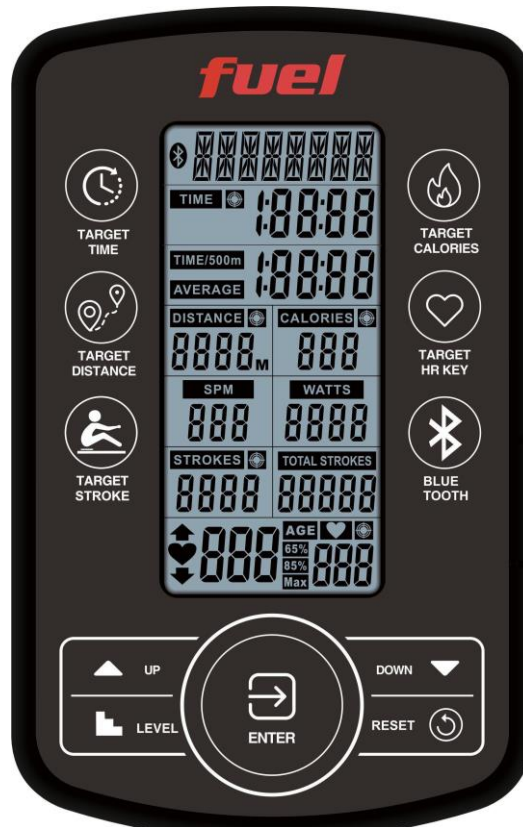 fuel
TIME
1:88:88
TIME/500m
AVERAGE
1:88:88
DISTANCE
CALORIES
8888M
888
SPM
WATTS
888
8888
STROKES
TOTAL STROKES
8888
88888
888
AGE
65%
85%
Max
888
TARGET
TIME
TARGET
DISTANCE
TARGET
STROKE
TARGET
CALORIES
TARGET
HR KEY
BLUE
TOOTH
UP
LEVEL
ENTER
DOWN
RESET